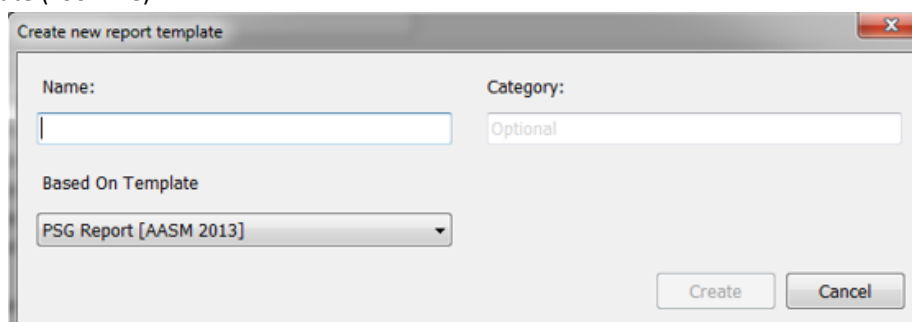 Create new report template
Name:
Category:
Optional
Based On Template
PSG Report [AASM 2013]
Create
Cancel